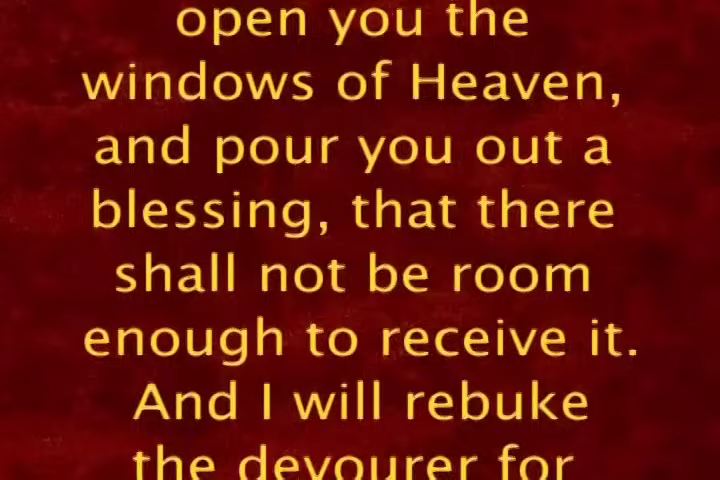 open you the
windows of Heaven,
and pour you out a
blessing, that there
shall not be room
enough to receive it.
And I will rebuke
the devourer for